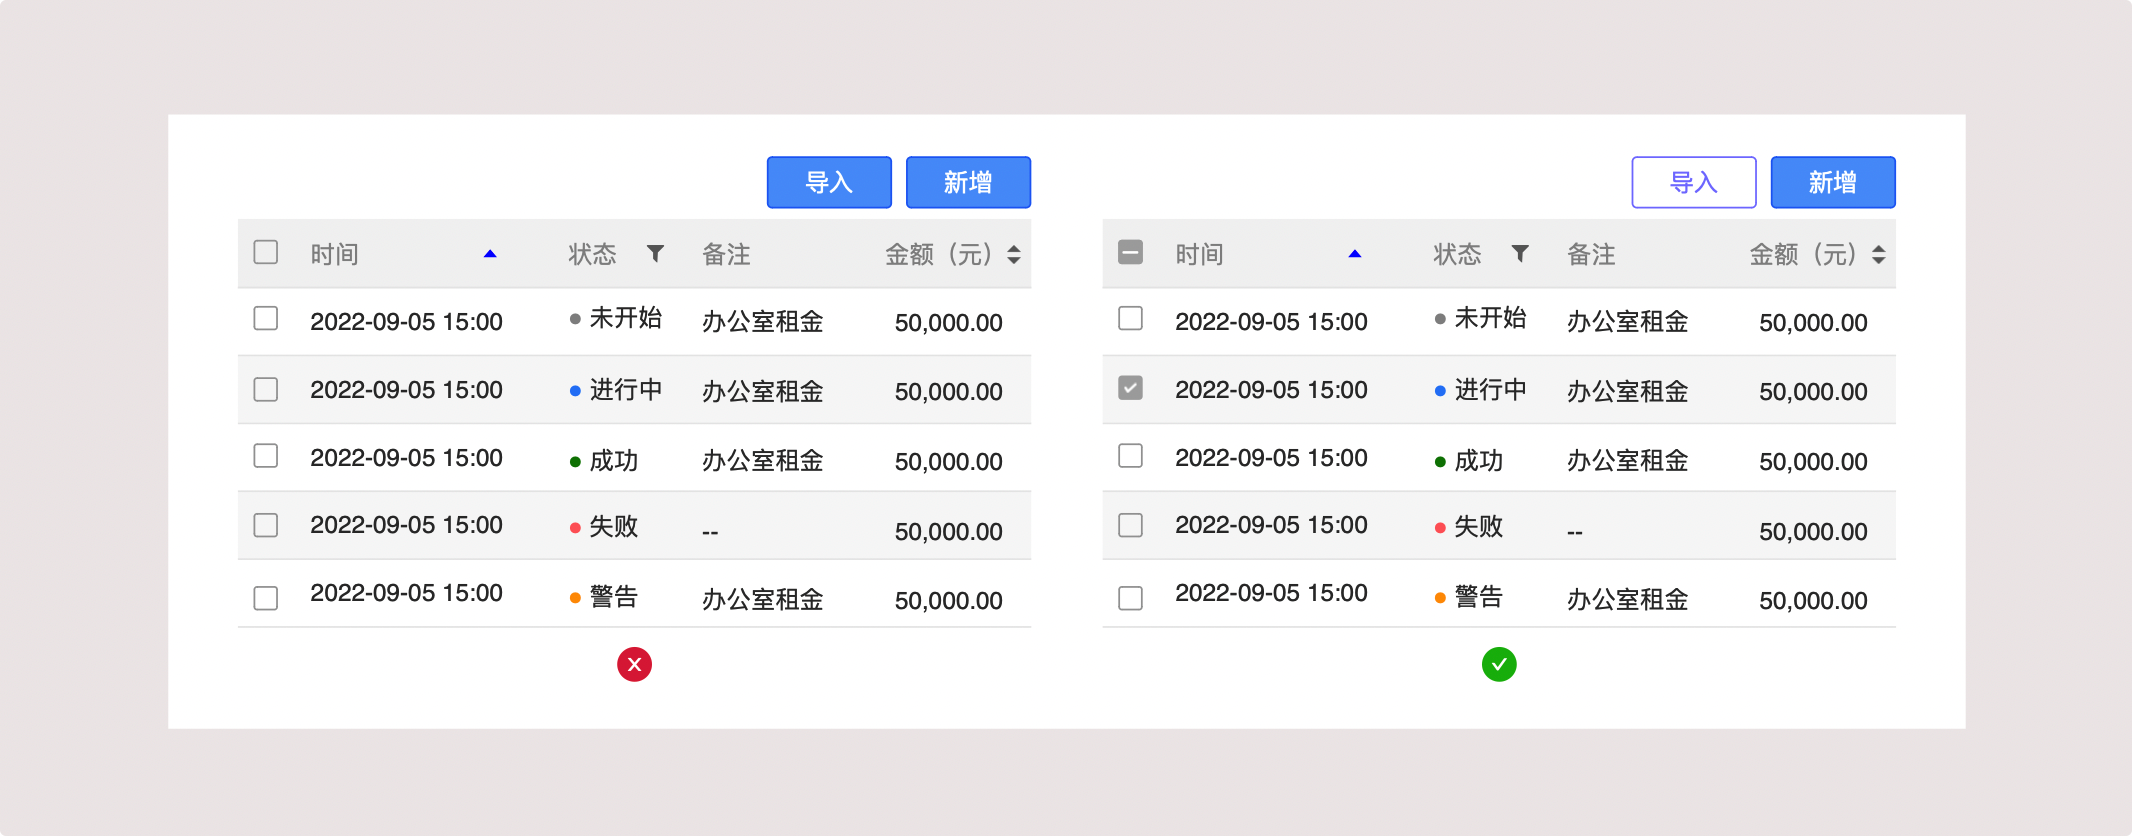 导入 新增
时间 状态 备注 金额（元）
2022-09-05 15:00 未开始 办公室租金 50,000.00
2022-09-05 15:00 进行中 办公室租金 50,000.00
2022-09-05 15:00 成功 办公室租金 50,000.00
2022-09-05 15:00 失败 -- 50,000.00
2022-09-05 15:00 警告 办公室租金 50,000.00
导入 新增
时间 状态 备注 金额（元）
2022-09-05 15:00 未开始 办公室租金 50,000.00
2022-09-05 15:00 进行中 办公室租金 50,000.00
2022-09-05 15:00 成功 办公室租金 50,000.00
2022-09-05 15:00 失败 -- 50,000.00
2022-09-05 15:00 警告 办公室租金 50,000.00